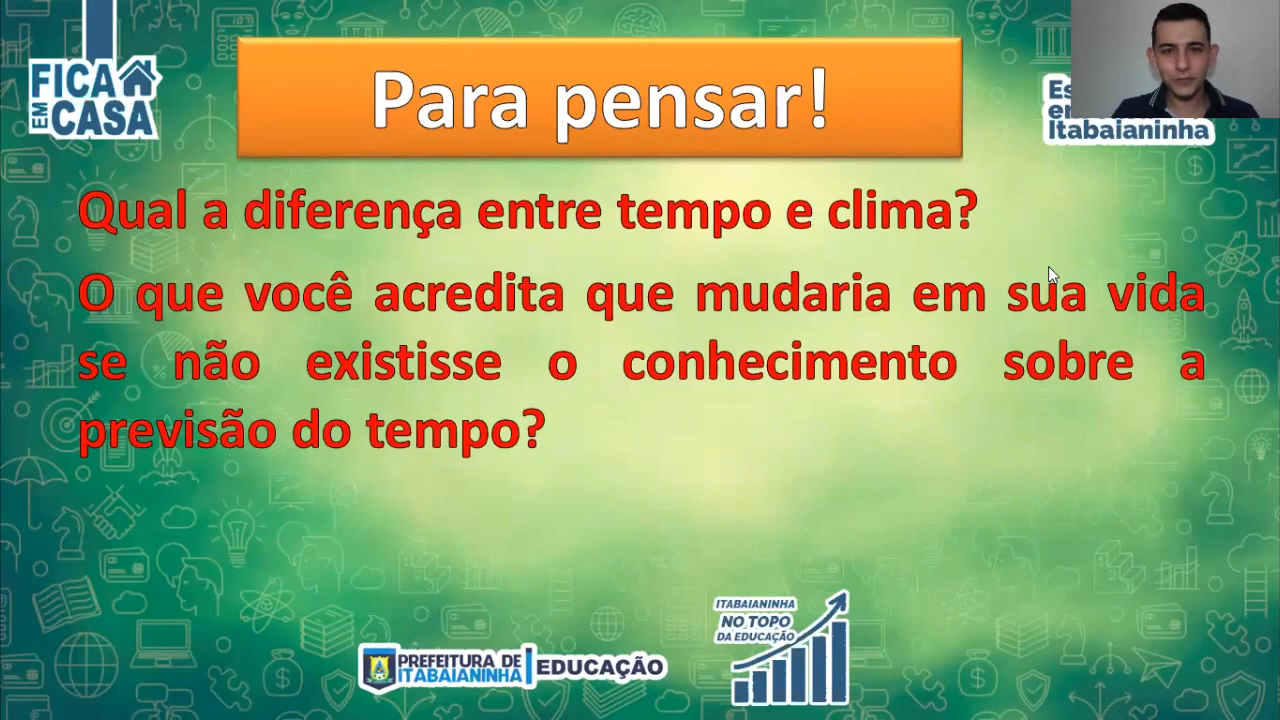 FICA
EM CASA
Para pensar!
Itabaianinha
Qual a diferença entre tempo e clima?
O que você acredita que mudaria em sua vida
se não existisse o conhecimento sobre a
previsão do tempo?
ITABAIANINHA
NO TOPO
DA EDUCAÇÃO
PREFEITURA DE
ITABAIANINHA
EDUCAÇÃO